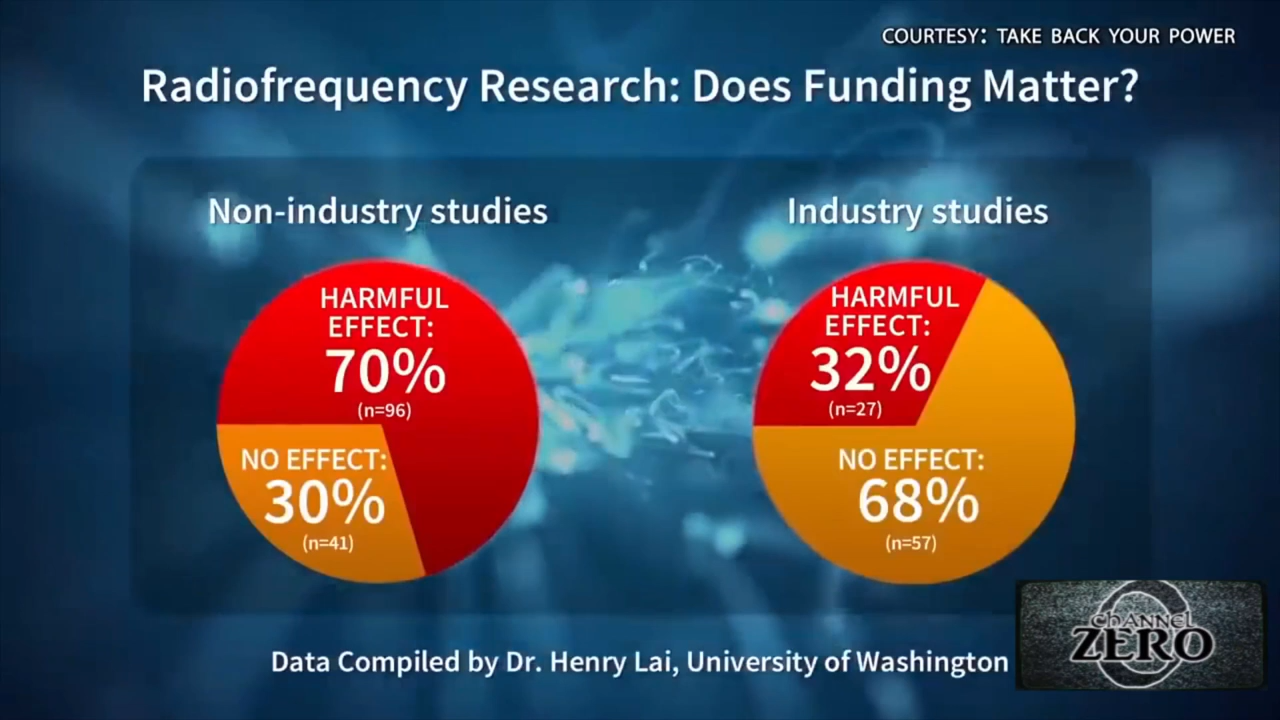 COURTESY: TAKE BACK YOUR POWER
Radiofrequency Research: Does Funding Matter?
Non-industry studies
HARMFUL
EFFECT:
70%
(n=96)
NO EFFECT:
30%
(n=41)
Industry studies
HARMFUL
EFFECT:
32%
(n=27)
NO EFFECT:
68%
(n=57)
Data Compiled by Dr. Henry Lai, University of Washington
chANNEL
ZERO